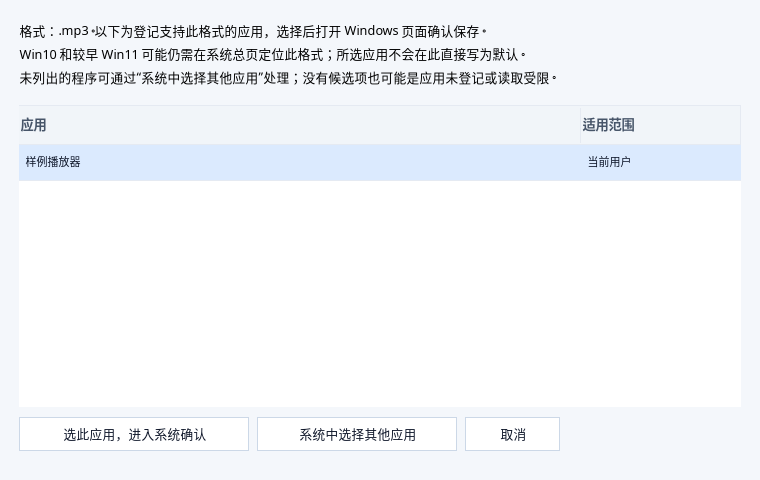 格式：.mp3。以下为登记支持此格式的应用，选择后打开 Windows 页面确认保存。
Win10 和较早 Win11 可能仍需在系统总页定位此格式；所选应用不会在此直接写为默认。
未列出的程序可通过“系统中选择其他应用”处理；没有候选项也可能是应用未登记或读取受限。
应用 适用范围
样例播放器 当前用户
选此应用，进入系统确认 系统中选择其他应用 取消